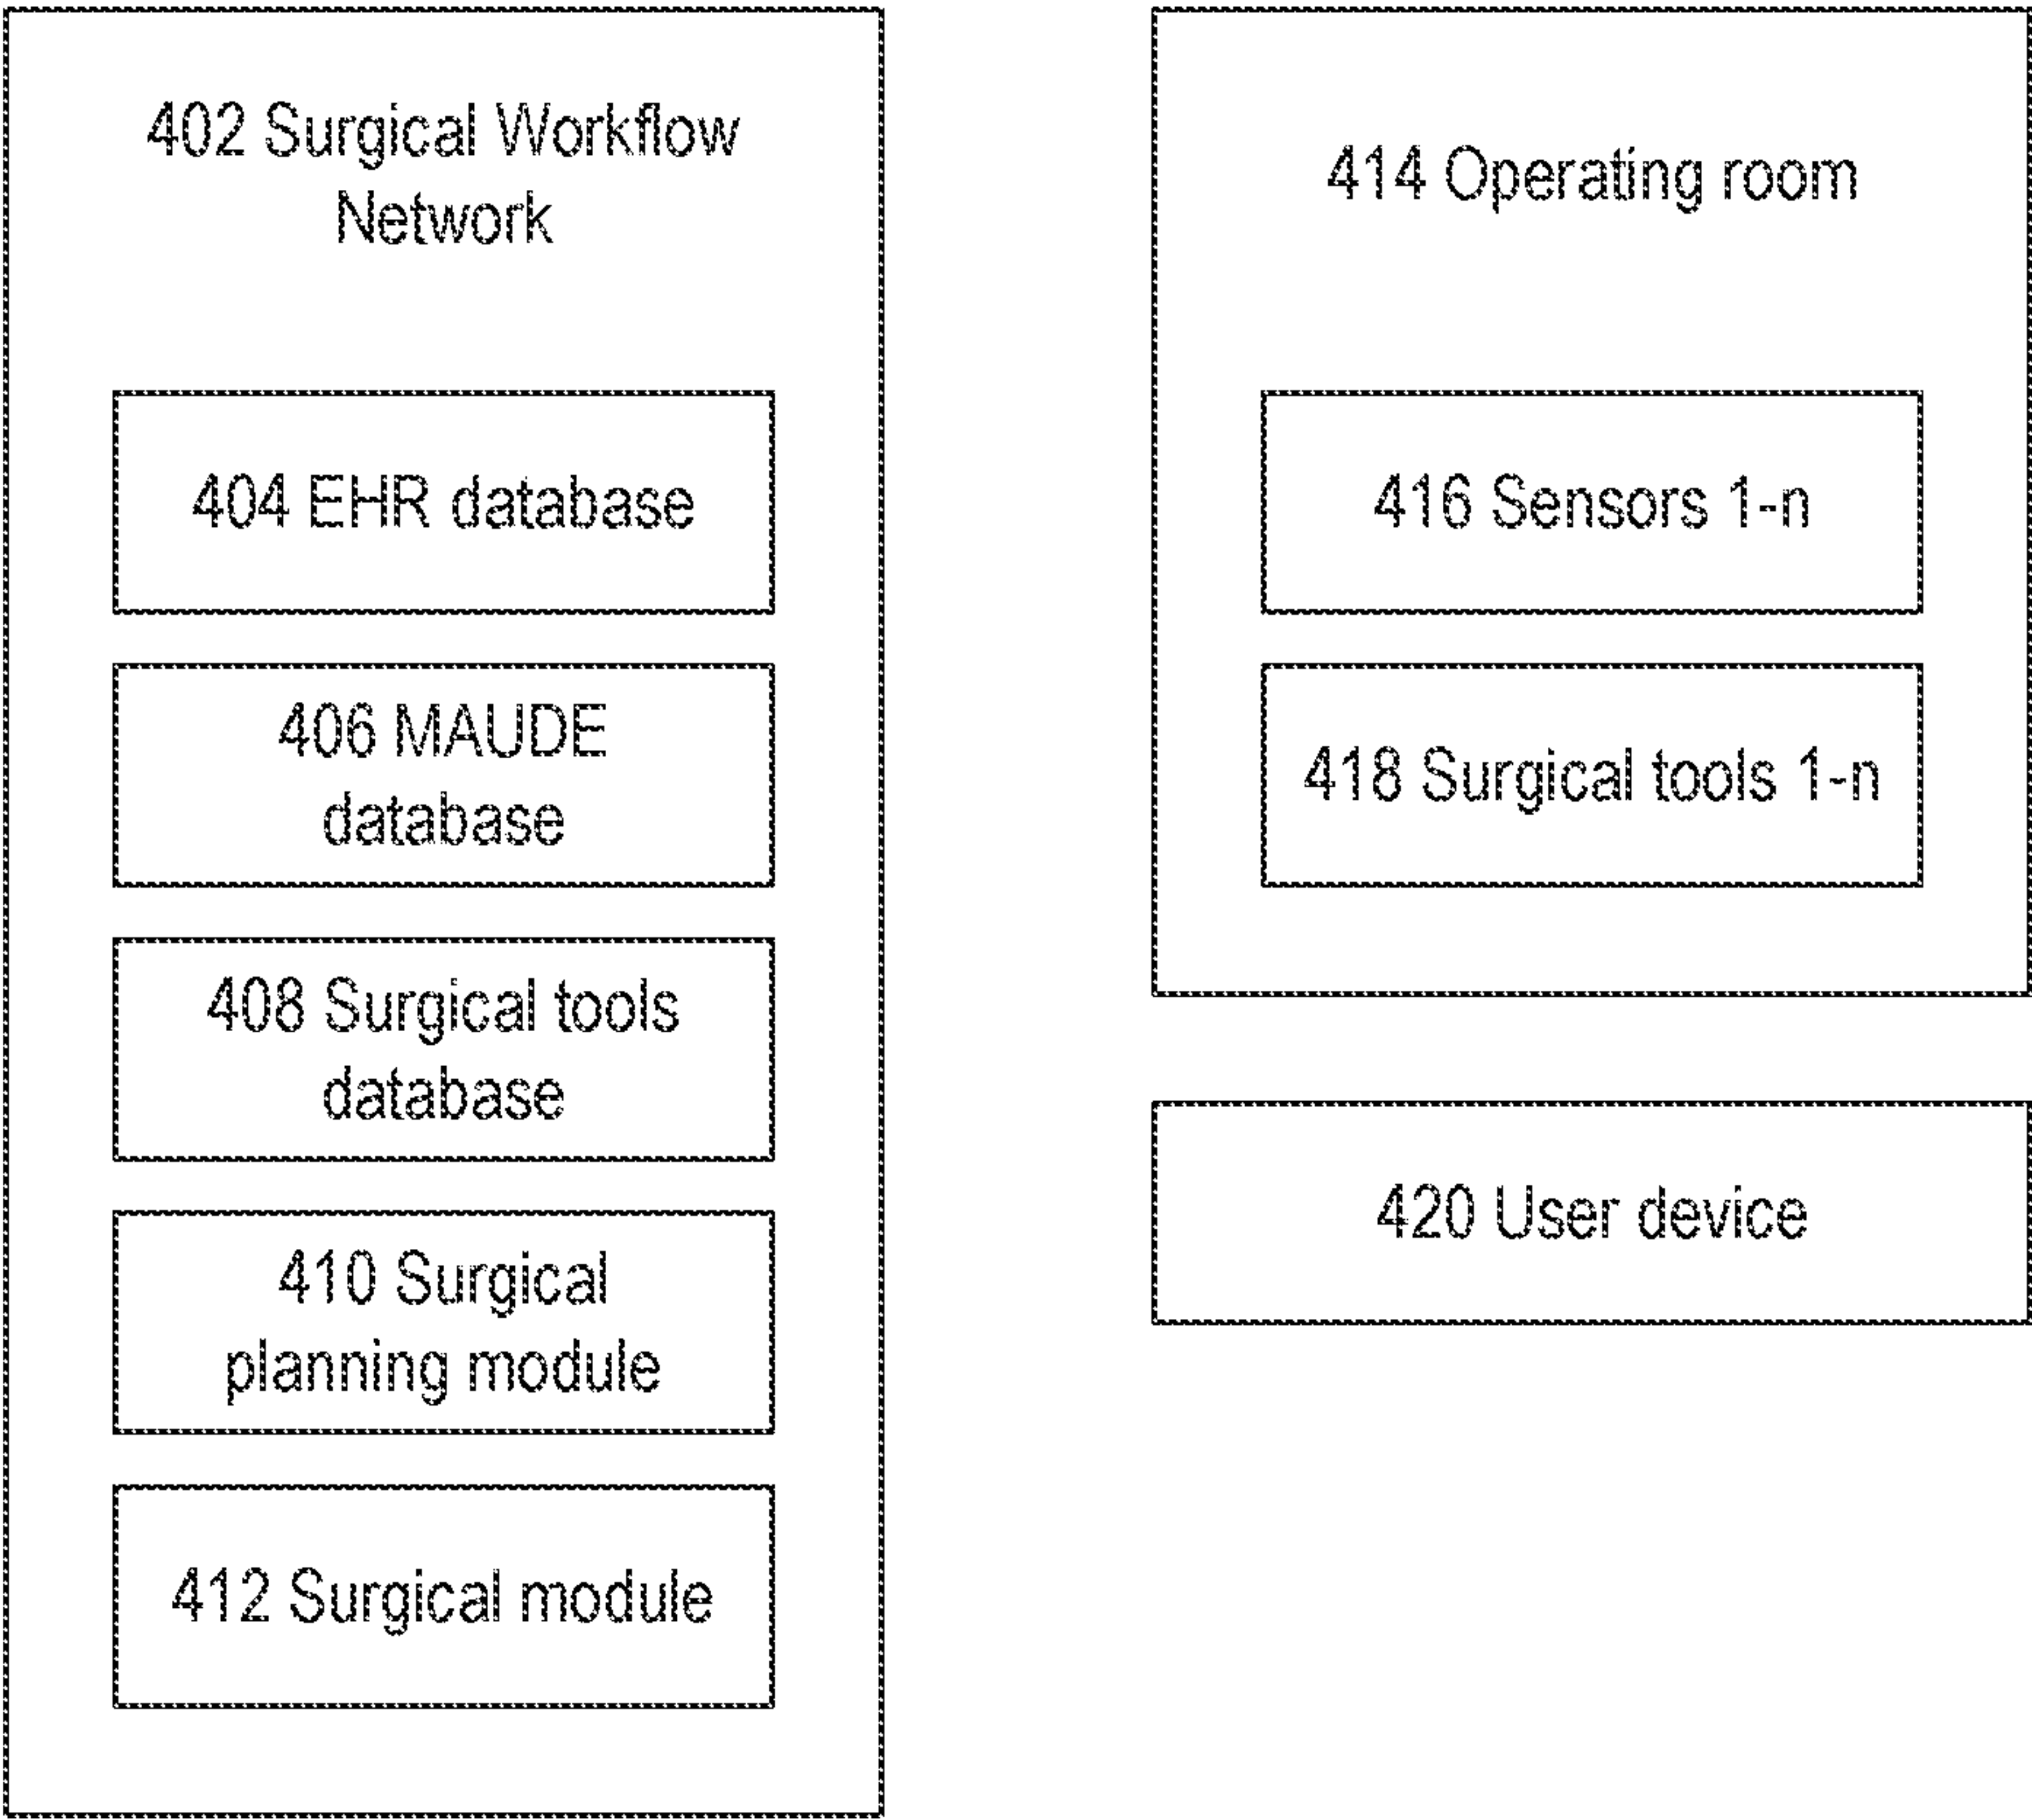 402 Surgical Workflow
Network
404 EHR database
406 MAUDE
database
408 Surgical tools
database
410 Surgical
planning module
412 Surgical module
414 Operating room
416 Sensors 1-n
418 Surgical tools 1-n
420 User device